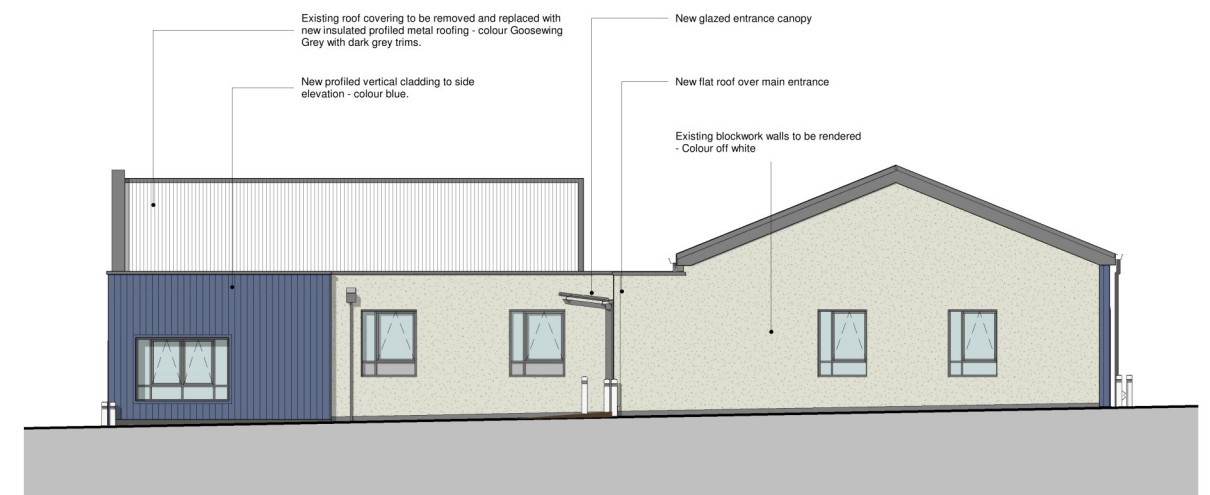 Existing roof covering to be removed and replaced with
new insulated profiled metal roofing - colour Goosewing
Grey with dark grey trims.
New profiled vertical cladding to side
elevation - colour blue.
New glazed entrance canopy
New flat roof over main entrance
Existing blockwork walls to be rendered
- Colour off white